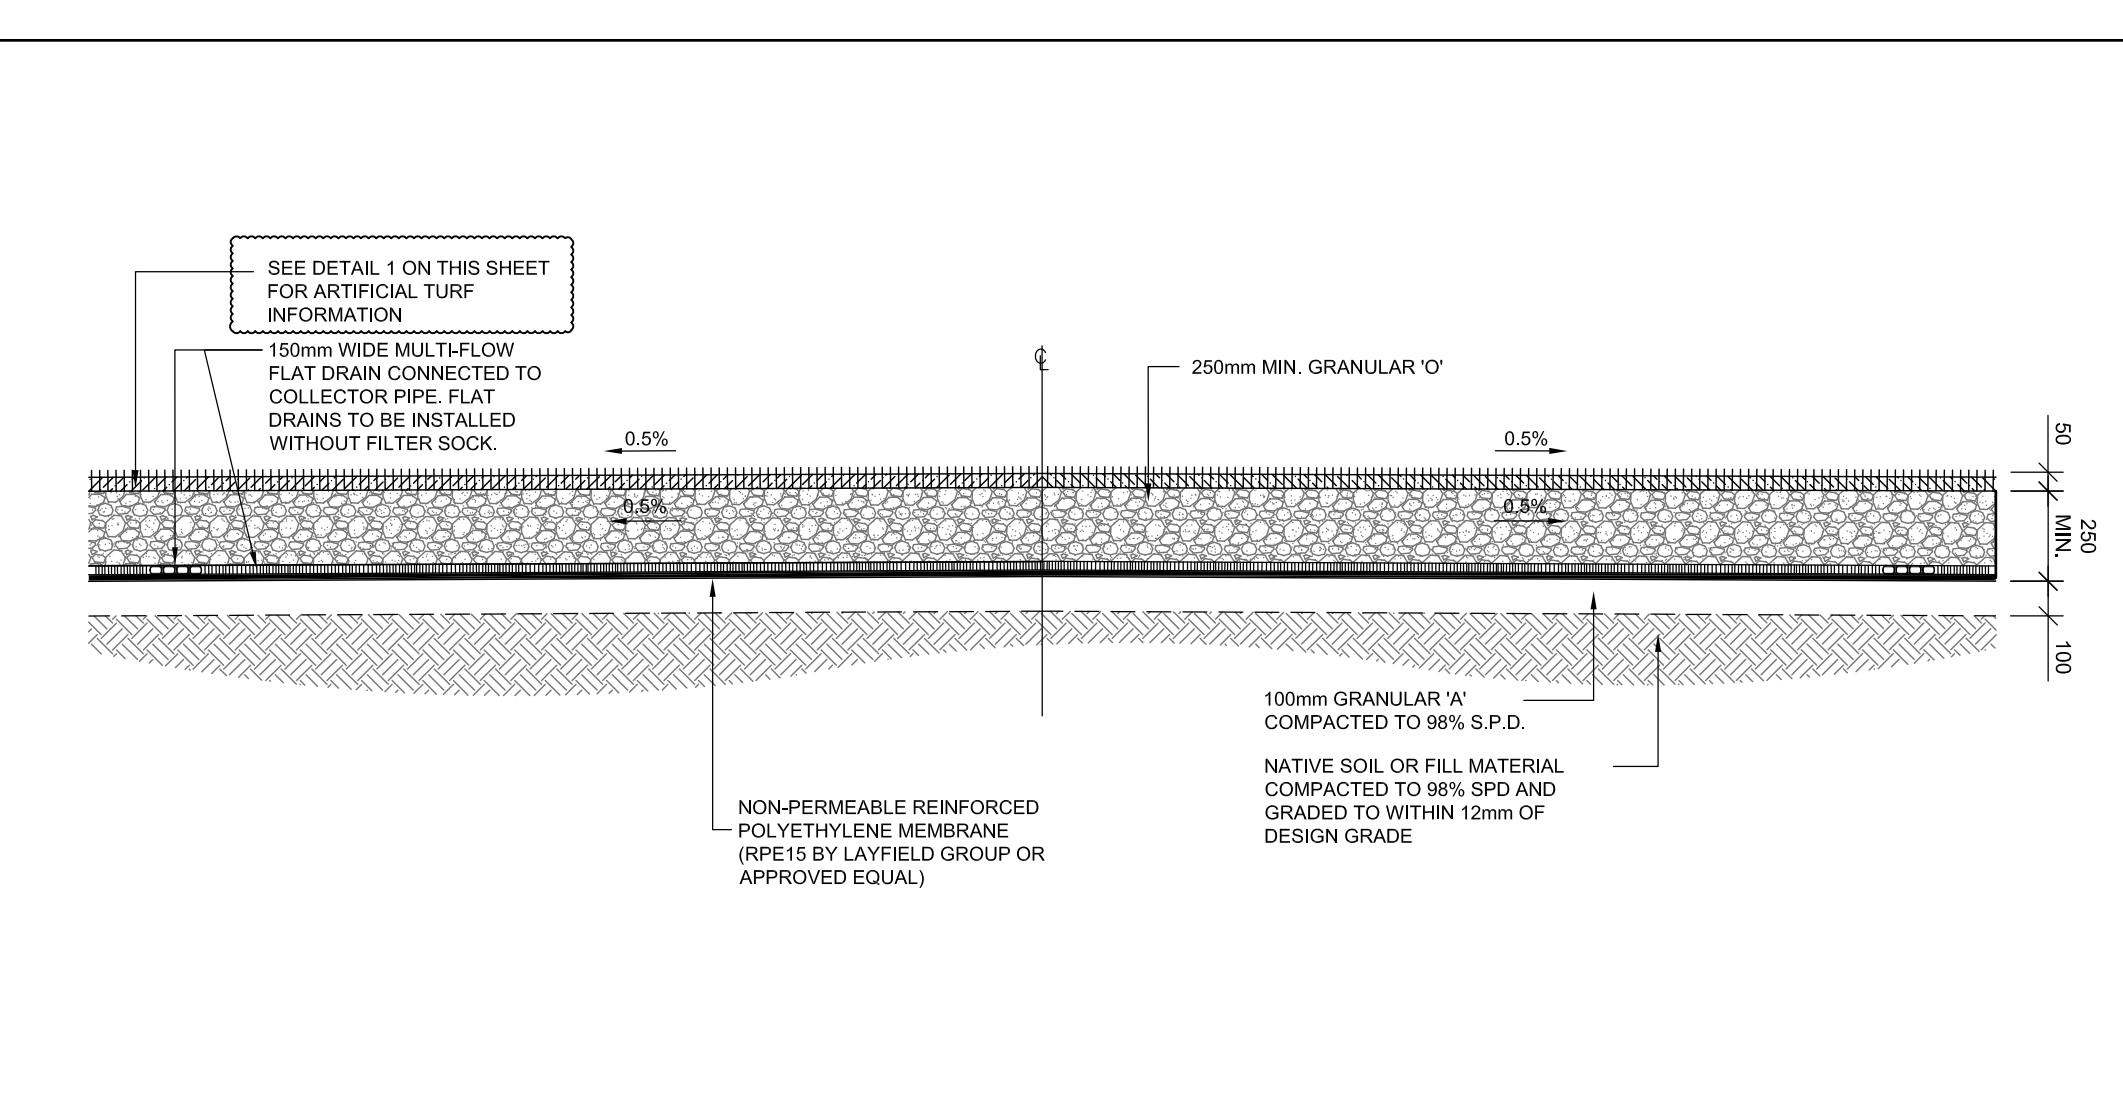 SEE DETAIL 1 ON THIS SHEET
FOR ARTIFICIAL TURF
INFORMATION
150mm WIDE MULTI-FLOW
FLAT DRAIN CONNECTED TO
COLLECTOR PIPE. FLAT
DRAINS TO BE INSTALLED
WITHOUT FILTER SOCK.
℄
250mm MIN. GRANULAR 'O'
0.5%
0.5%
0.5%
0.5%
50
250
MIN.
100
100mm GRANULAR 'A'
COMPACTED TO 98% S.P.D.
NATIVE SOIL OR FILL MATERIAL
COMPACTED TO 98% SPD AND
GRADED TO WITHIN 12mm OF
DESIGN GRADE
NON-PERMEABLE REINFORCED
POLYETHYLENE MEMBRANE
(RPE15 BY LAYFIELD GROUP OR
APPROVED EQUAL)